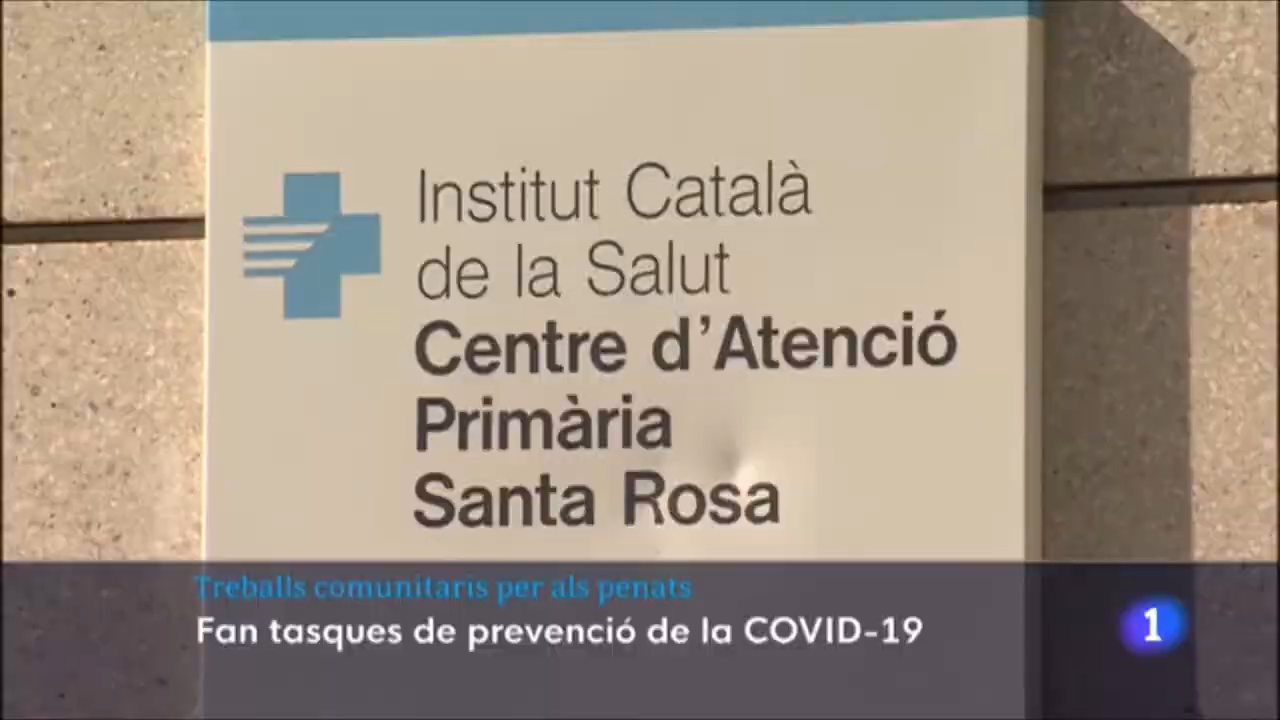 Institut Català
de la Salut
Centre d'Atenció
Primària
Santa Rosa
Treballs comunitaris per als penats
Fan tasques de prevenció de la COVID-19
1